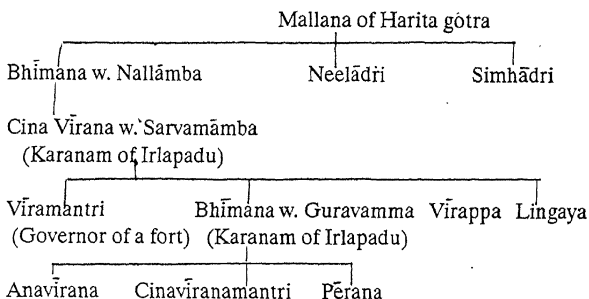 Mallana of Harita gōtra
Bhīmana w. Nallāmba Neelādri Simhādri
Cina Vīrana w. Sarvamāmba
(Karanam of Irlapadu)
Vīramantri Bhīmana w. Guravamma Vīrappa Lingaya
(Governor of a fort) (Karanam of Irlapadu)
Anavīrana Cinavīranamantri Pērana